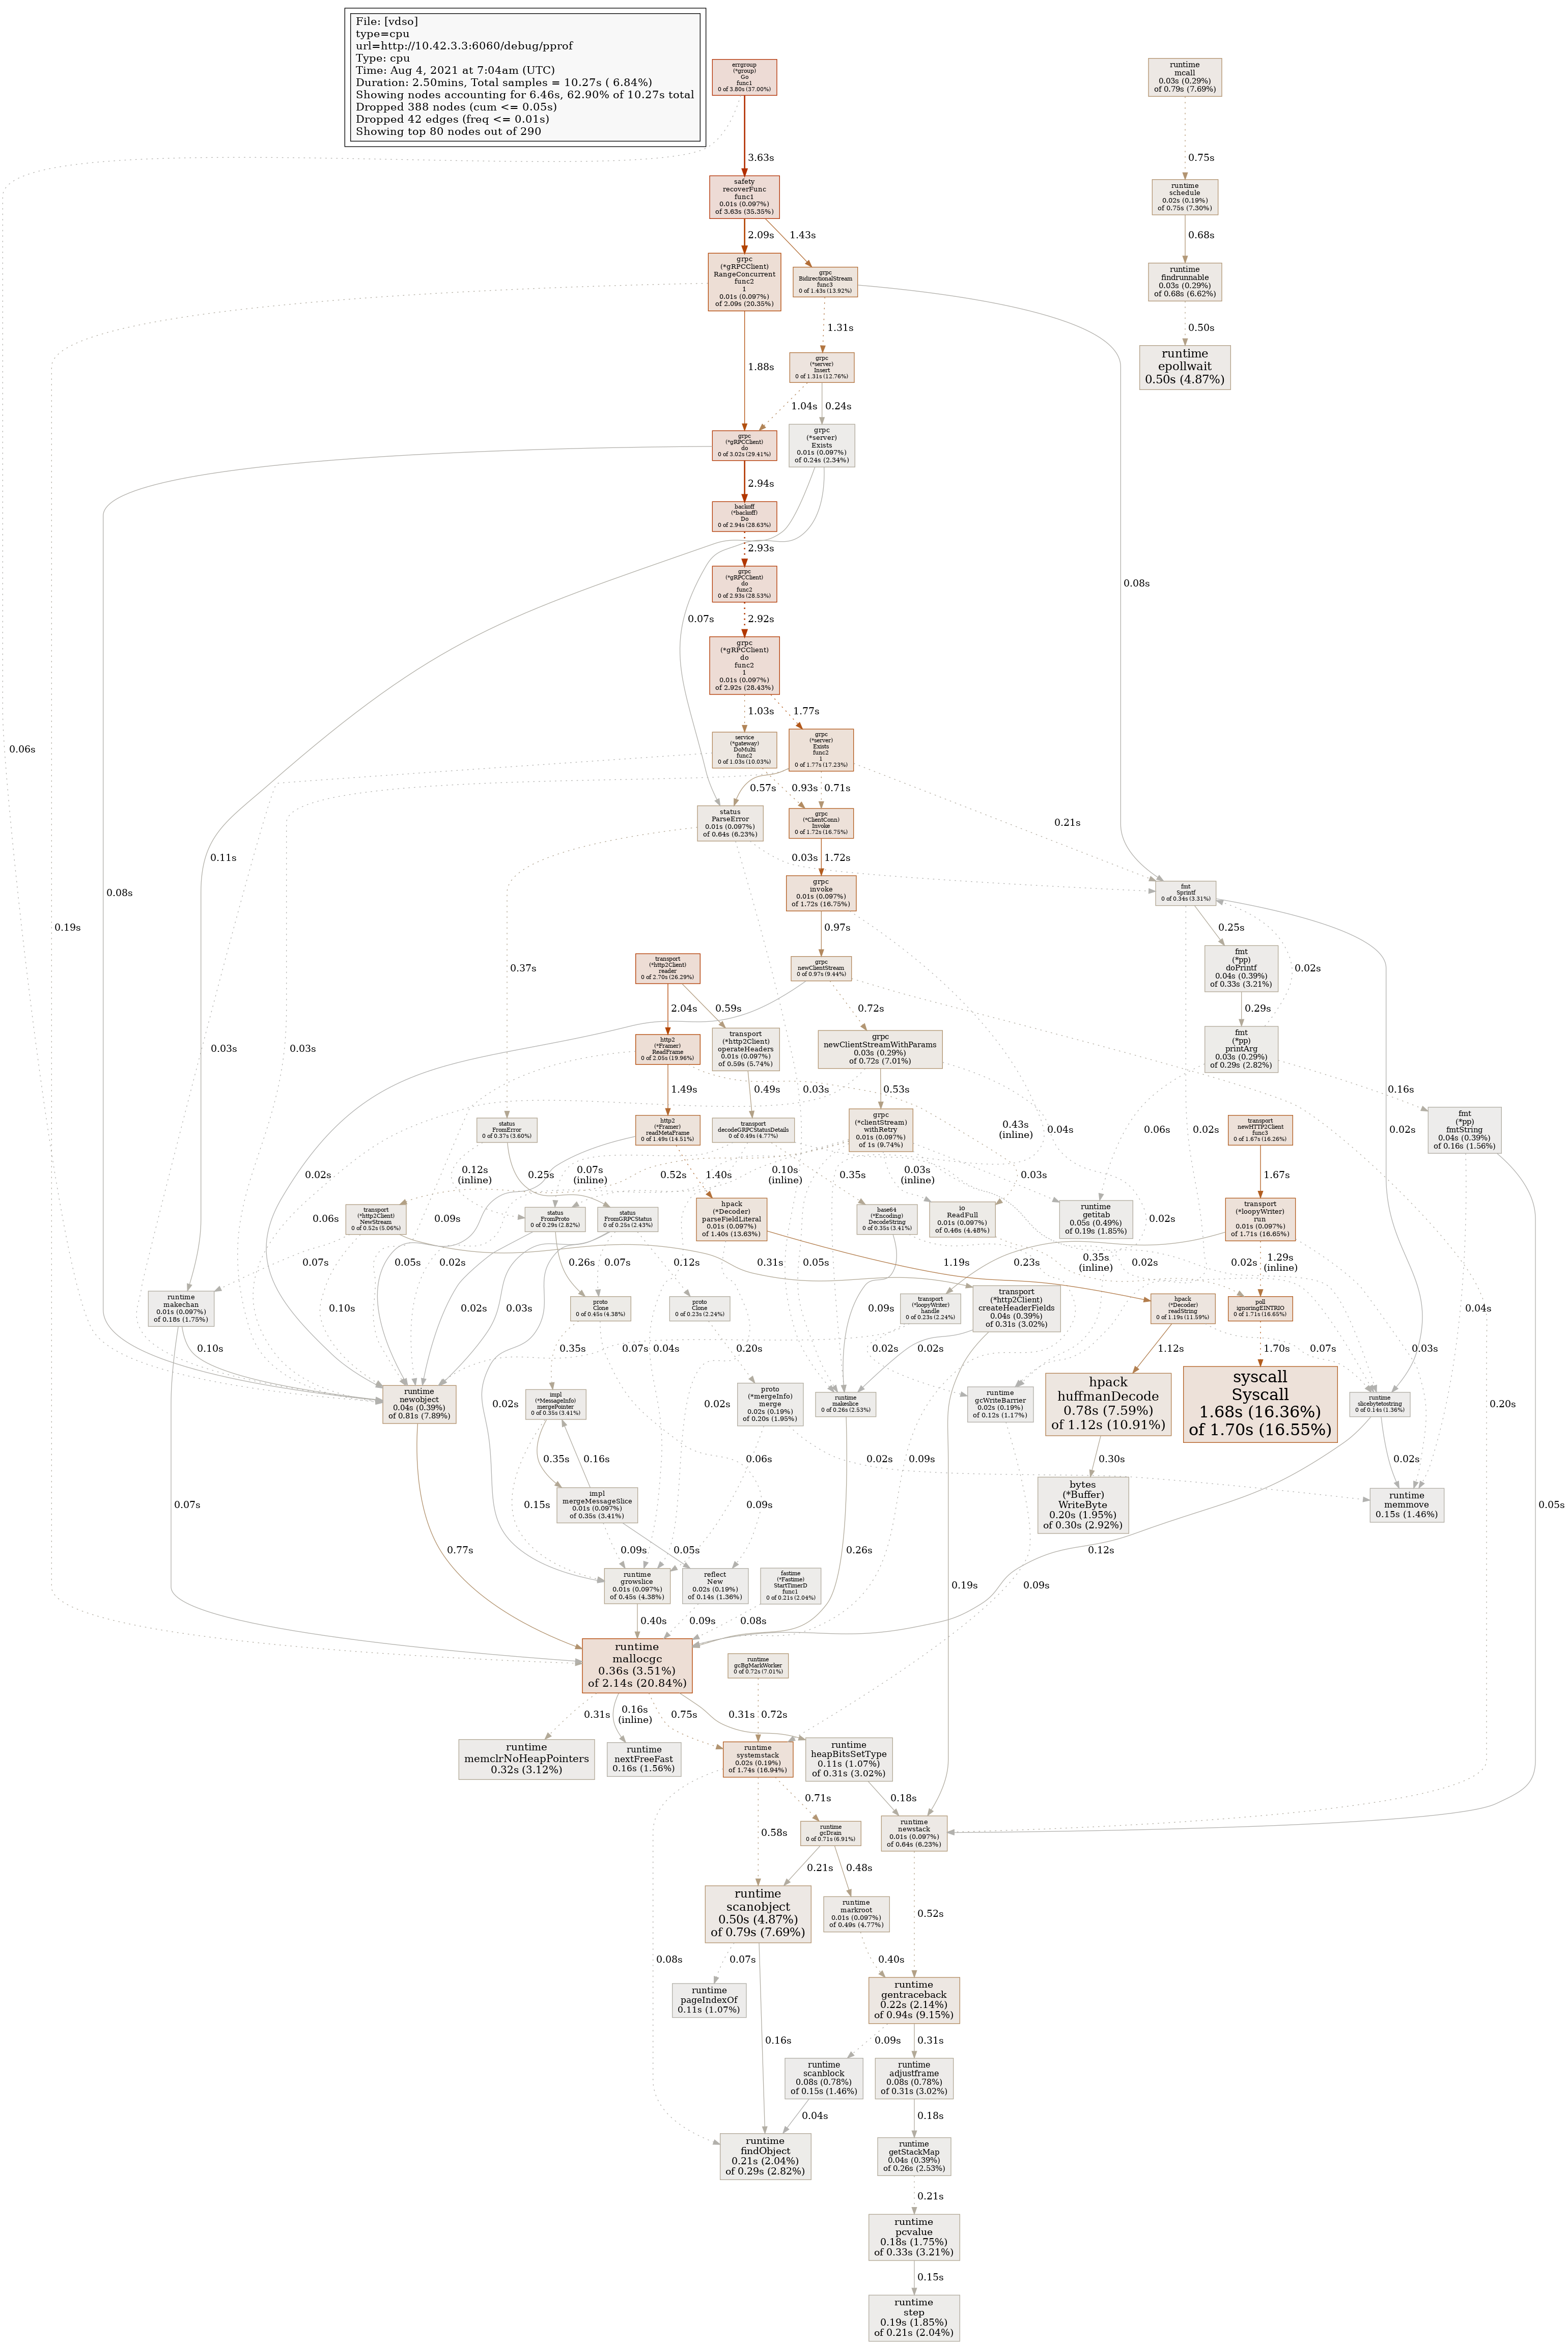 File: [vdso]
type=cpu
url=http://10.42.3.3:6060/debug/pprof
Type: cpu
Time: Aug 4, 2021 at 7:04am (UTC)
Duration: 2.50mins, Total samples = 10.27s ( 6.84%)
Showing nodes accounting for 6.46s, 62.90% of 10.27s total
Dropped 388 nodes (cum <= 0.05s)
Dropped 42 edges (freq <= 0.01s)
Showing top 80 nodes out of 290
errgroup
(*group)
Go
func1
0 of 3.80s (37.00%)
runtime
mcall
0.03s (0.29%)
of 0.79s (7.69%)
3.63s
0.75s
safety
recoverFunc
func1
0.01s (0.097%)
of 3.63s (35.35%)
runtime
schedule
0.02s (0.19%)
of 0.75s (7.30%)
2.09s
1.43s
0.68s
grpc
(*gRPCClient)
RangeConcurrent
func2
1
0.01s (0.097%)
of 2.09s (20.35%)
grpc
BidirectionalStream
func3
0 of 1.43s (13.92%)
runtime
findrunnable
0.03s (0.29%)
of 0.68s (6.62%)
1.31s
0.50s
1.88s
grpc
(*server)
Insert
0 of 1.31s (12.76%)
runtime
epollwait
0.50s (4.87%)
1.04s
0.24s
grpc
(*gRPCClient)
do
0 of 3.02s (29.41%)
grpc
(*server)
Exists
0.01s (0.097%)
of 0.24s (2.34%)
2.94s
backoff
(*backoff)
Do
0 of 2.94s (28.63%)
2.93s
grpc
(*gRPCClient)
do
func2
0 of 2.93s (28.53%)
0.08s
2.92s
0.07s
grpc
(*gRPCClient)
do
func2
1
0.01s (0.097%)
of 2.92s (28.43%)
1.03s
1.77s
0.06s
service
(*gateway)
DoMulti
func2
0 of 1.03s (10.03%)
grpc
(*server)
Exists
func2
1
0 of 1.77s (17.23%)
0.57s
0.93s
0.71s
0.21s
status
ParseError
0.01s (0.097%)
of 0.64s (6.23%)
grpc
(*ClientConn)
Invoke
0 of 1.72s (16.75%)
0.11s
0.03s
1.72s
0.08s
0.19s
grpc
invoke
0.01s (0.097%)
of 1.72s (16.75%)
fmt
Sprintf
0 of 0.34s (3.31%)
0.97s
0.25s
0.37s
transport
(*http2Client)
reader
0 of 2.70s (26.29%)
grpc
newClientStream
0 of 0.97s (9.44%)
fmt
(*pp)
doPrintf
0.04s (0.39%)
of 0.33s (3.21%)
0.02s
2.04s
0.59s
0.72s
0.29s
0.03s
0.03s
http2
(*Framer)
ReadFrame
0 of 2.05s (19.96%)
transport
(*http2Client)
operateHeaders
0.01s (0.097%)
of 0.59s (5.74%)
grpc
newClientStreamWithParams
0.03s (0.29%)
of 0.72s (7.01%)
fmt
(*pp)
printArg
0.03s (0.29%)
of 0.29s (2.82%)
1.49s
0.49s
0.03s
0.53s
0.16s
status
FromError
0 of 0.37s (3.60%)
http2
(*Framer)
readMetaFrame
0 of 1.49s (14.51%)
transport
decodeGRPCStatusDetails
0 of 0.49s (4.77%)
grpc
(*clientStream)
withRetry
0.01s (0.097%)
of 1s (9.74%)
0.43s
(inline)
0.04s
0.06s
0.02s
transport
newHTTP2Client
func3
0 of 1.67s (16.26%)
0.02s
fmt
(*pp)
fmtString
0.04s (0.39%)
of 0.16s (1.56%)
0.02s
0.12s
(inline)
0.25s
0.07s
(inline)
0.52s
1.40s
0.10s
(inline)
0.35s
0.03s
(inline)
0.03s
1.67s
transport
(*http2Client)
NewStream
0 of 0.52s (5.06%)
status
FromProto
0 of 0.29s (2.82%)
status
FromGRPCStatus
0 of 0.25s (2.43%)
hpack
(*Decoder)
parseFieldLiteral
0.01s (0.097%)
of 1.40s (13.63%)
base64
(*Encoding)
DecodeString
0 of 0.35s (3.41%)
io
ReadFull
0.01s (0.097%)
of 0.46s (4.48%)
runtime
getitab
0.05s (0.49%)
of 0.19s (1.85%)
transport
(*loopyWriter)
run
0.01s (0.097%)
of 1.71s (16.65%)
0.06s
0.09s
0.02s
0.07s
0.05s
0.02s
0.26s
0.07s
0.12s
0.31s
0.05s
1.19s
0.23s
0.35s
(inline)
0.02s
0.02s
1.29s
(inline)
runtime
makechan
0.01s (0.097%)
of 0.18s (1.75%)
proto
Clone
0 of 0.45s (4.38%)
proto
Clone
0 of 0.23s (2.24%)
transport
(*loopyWriter)
handle
0 of 0.23s (2.24%)
transport
(*http2Client)
createHeaderFields
0.04s (0.39%)
of 0.31s (3.02%)
hpack
(*Decoder)
readString
0 of 1.19s (11.59%)
poll
ignoringEINTRIO
0 of 1.71s (16.65%)
0.10s
0.10s
0.02s
0.03s
0.09s
0.04s
0.35s
0.07s
0.04s
0.20s
0.02s
0.02s
1.12s
0.07s
1.70s
0.03s
runtime
newobject
0.04s (0.39%)
of 0.81s (7.89%)
impl
(*MessageInfo)
mergePointer
0 of 0.35s (3.41%)
proto
(*mergeInfo)
merge
0.02s (0.19%)
of 0.20s (1.95%)
runtime
makeslice
0 of 0.26s (2.53%)
runtime
gcWriteBarrier
0.02s (0.19%)
of 0.12s (1.17%)
hpack
huffmanDecode
0.78s (7.59%)
of 1.12s (10.91%)
syscall
Syscall
1.68s (16.36%)
of 1.70s (16.55%)
runtime
slicebytetostring
0 of 0.14s (1.36%)
0.02s
0.02s
0.20s
0.35s
0.16s
0.06s
0.02s
0.09s
0.30s
0.02s
0.07s
0.15s
impl
mergeMessageSlice
0.01s (0.097%)
of 0.35s (3.41%)
0.09s
bytes
(*Buffer)
WriteByte
0.20s (1.95%)
of 0.30s (2.92%)
runtime
memmove
0.15s (1.46%)
0.05s
0.77s
0.09s
0.05s
0.26s
0.12s
runtime
growslice
0.01s (0.097%)
of 0.45s (4.38%)
reflect
New
0.02s (0.19%)
of 0.14s (1.36%)
fastime
(*Fastime)
StartTimerD
func1
0 of 0.21s (2.04%)
0.19s
0.09s
0.40s
0.09s
0.08s
runtime
mallocgc
0.36s (3.51%)
of 2.14s (20.84%)
runtime
gcBgMarkWorker
0 of 0.72s (7.01%)
0.31s
0.16s
(inline)
0.75s
0.31s
0.72s
runtime
memclrNoHeapPointers
0.32s (3.12%)
runtime
nextFreeFast
0.16s (1.56%)
runtime
systemstack
0.02s (0.19%)
of 1.74s (16.94%)
runtime
heapBitsSetType
0.11s (1.07%)
of 0.31s (3.02%)
0.71s
0.18s
0.58s
runtime
gcDrain
0 of 0.71s (6.91%)
runtime
newstack
0.01s (0.097%)
of 0.64s (6.23%)
0.21s
0.48s
runtime
scanobject
0.50s (4.87%)
of 0.79s (7.69%)
runtime
markroot
0.01s (0.097%)
of 0.49s (4.77%)
0.52s
0.08s
0.07s
0.40s
runtime
pageIndexOf
0.11s (1.07%)
runtime
gentraceback
0.22s (2.14%)
of 0.94s (9.15%)
0.16s
0.09s
0.31s
runtime
scanblock
0.08s (0.78%)
of 0.15s (1.46%)
runtime
adjustframe
0.08s (0.78%)
of 0.31s (3.02%)
0.04s
0.18s
runtime
findObject
0.21s (2.04%)
of 0.29s (2.82%)
runtime
getStackMap
0.04s (0.39%)
of 0.26s (2.53%)
0.21s
runtime
pcvalue
0.18s (1.75%)
of 0.33s (3.21%)
0.15s
runtime
step
0.19s (1.85%)
of 0.21s (2.04%)